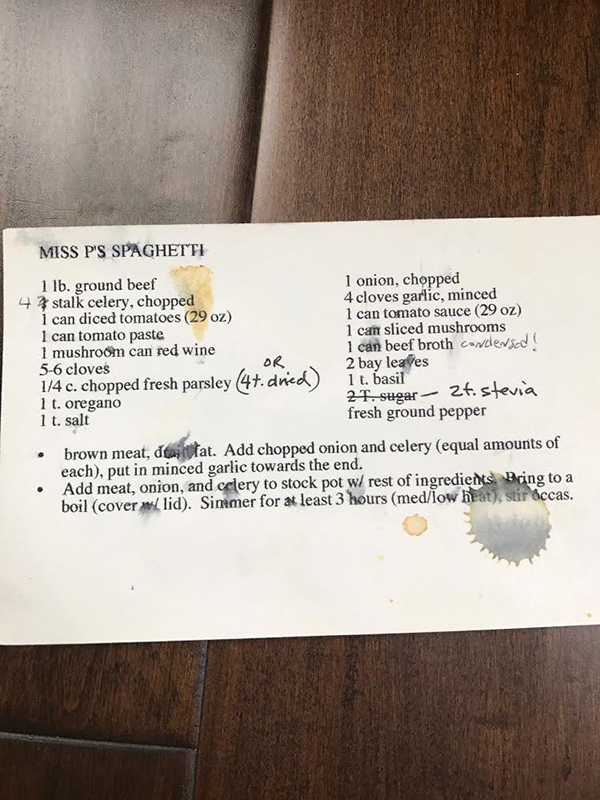 MISS P'S SPAGHETTI
1 lb. ground beef
4 stalk celery, chopped
1 can diced tomatoes (29 oz)
1 can tomato paste
1 mushroom can red wine
5-6 cloves
OR
1/4 c. chopped fresh parsley (4t. dried)
1 t. oregano
1 t. salt
1 onion, chopped
4 cloves garlic, minced
1 can tomato sauce (29 oz)
1 can sliced mushrooms
1 can beef broth condensed!
2 bay leaves
1 t. basil
2 T. sugar — 2t. stevia
fresh ground pepper
• brown meat, drain fat. Add chopped onion and celery (equal amounts of
each), put in minced garlic towards the end.
• Add meat, onion, and celery to stock pot w/ rest of ingredients. Bring to a
boil (cover w/ lid). Simmer for at least 3 hours (med/low heat), stir occas.